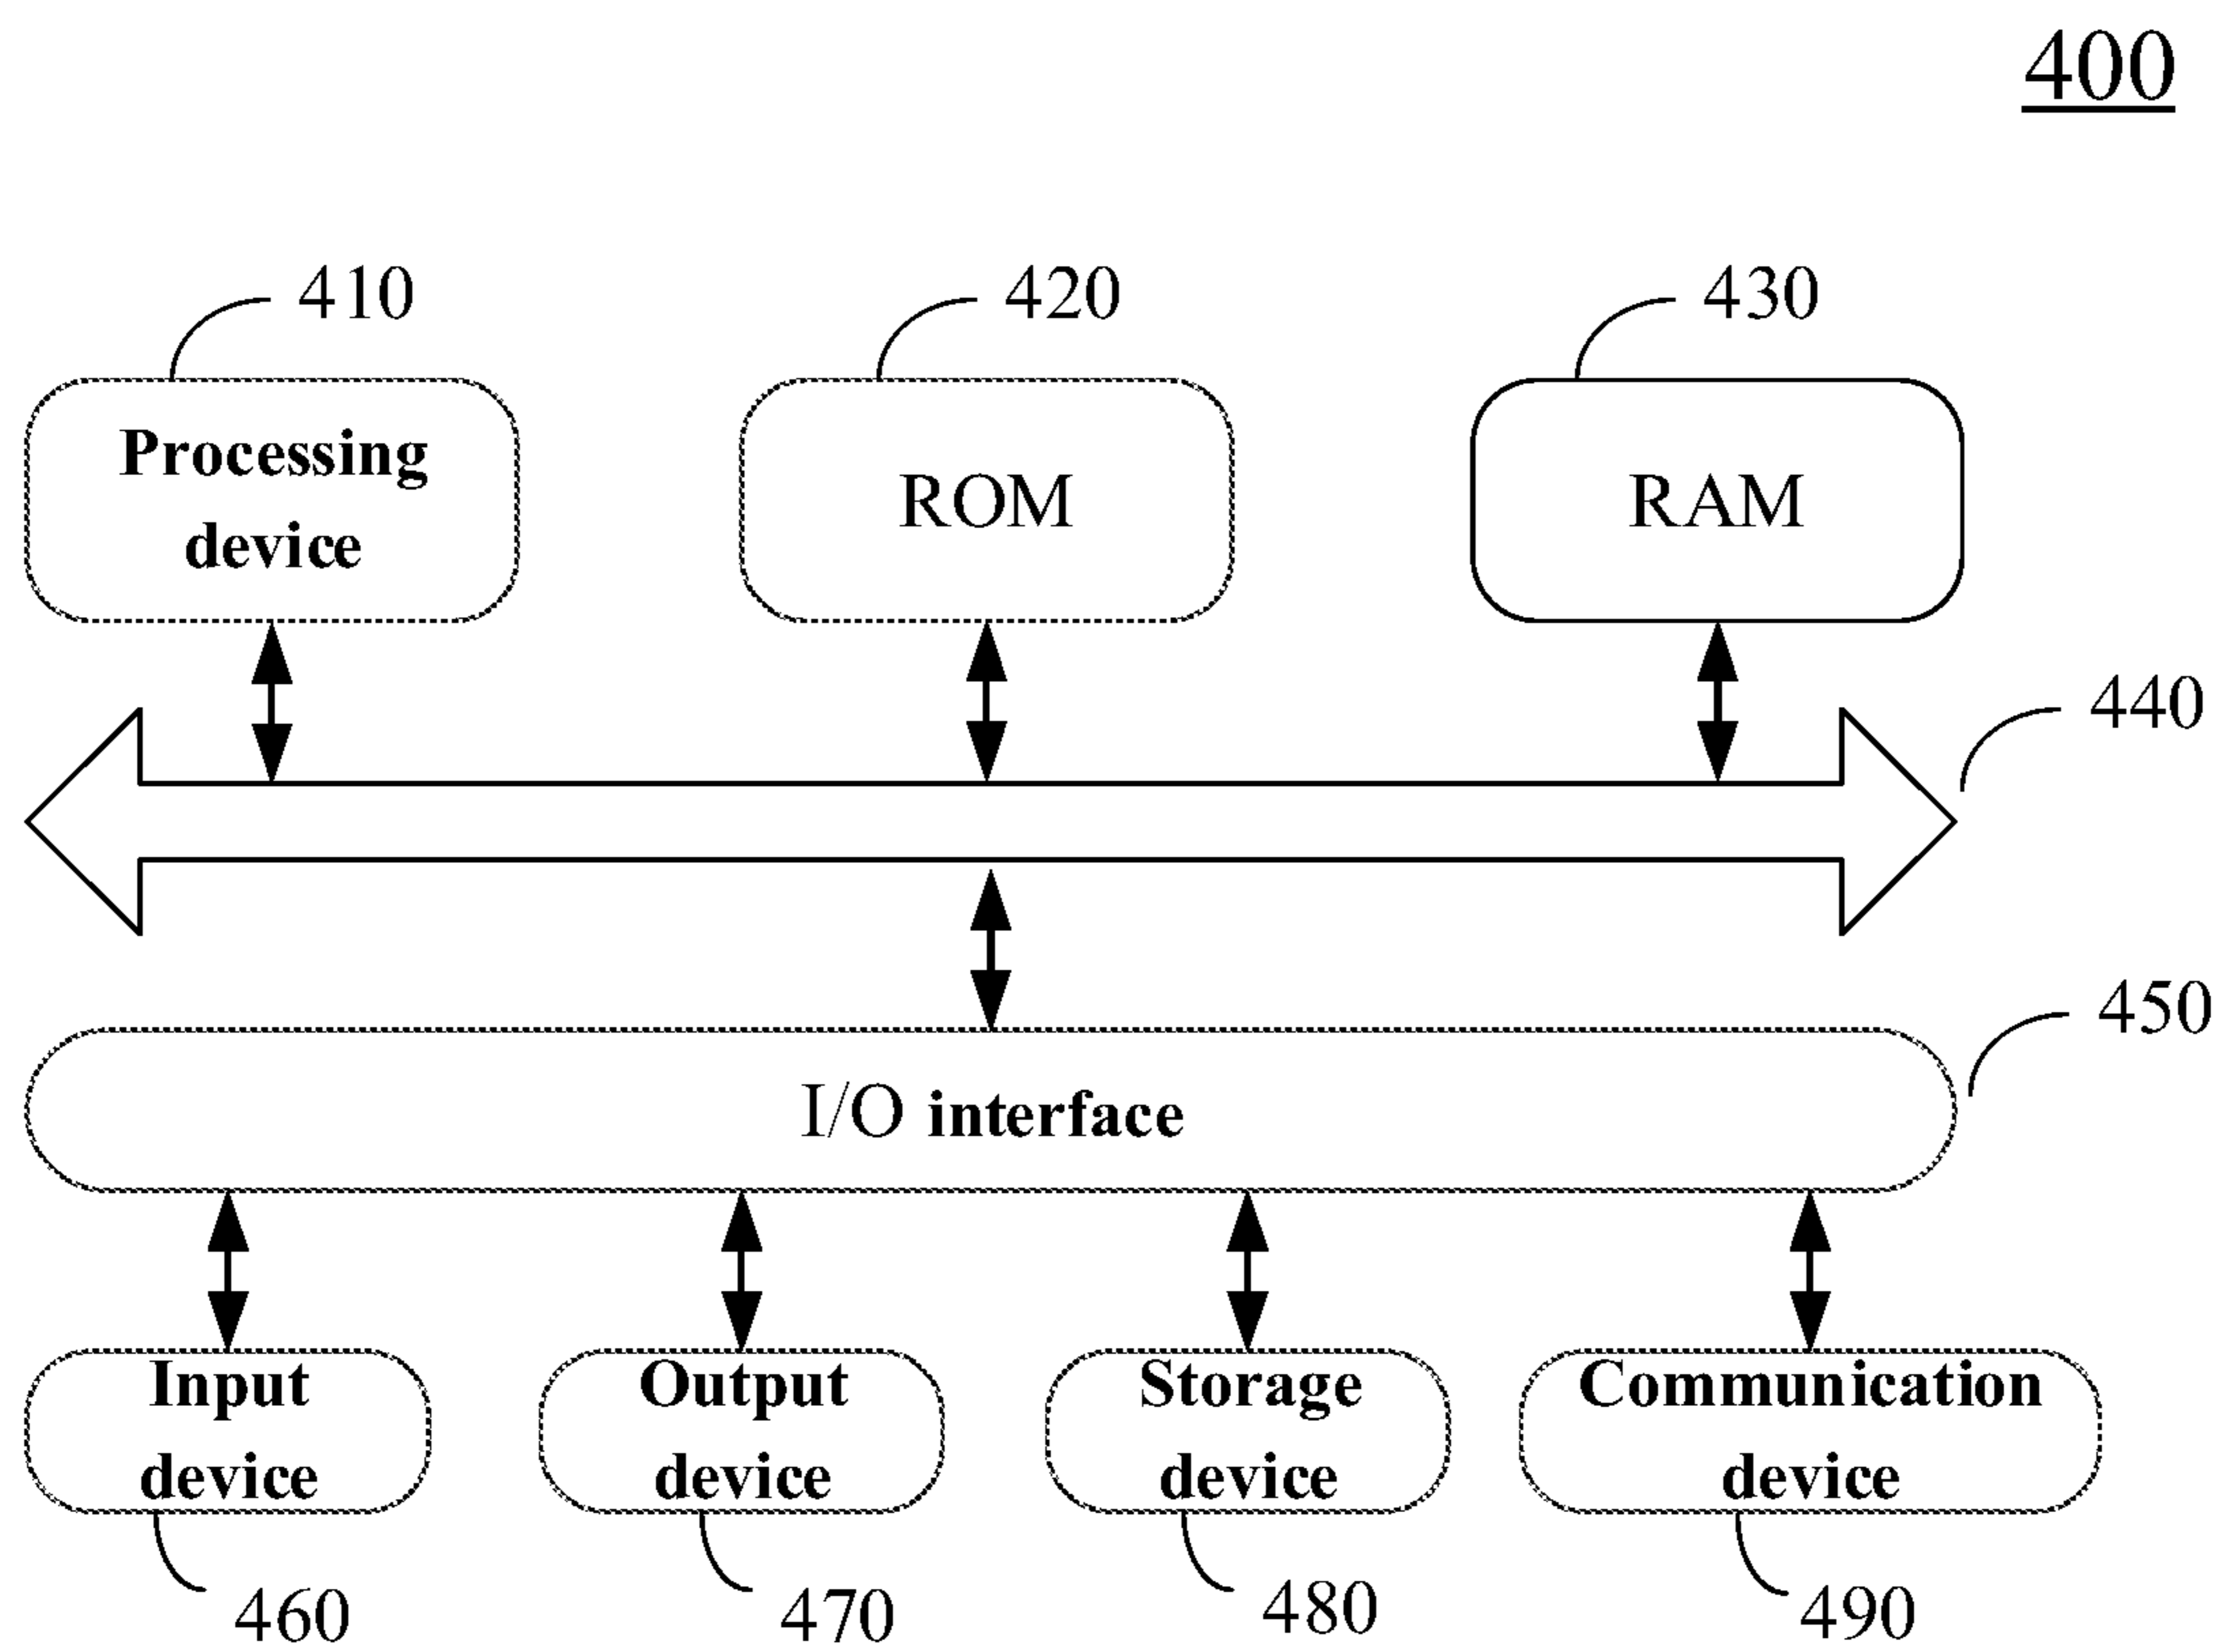 400
410
420
430
Processing
device
ROM
RAM
440
450
I/O interface
Input
device
Output
device
Storage
device
Communication
device
460
470
480
490